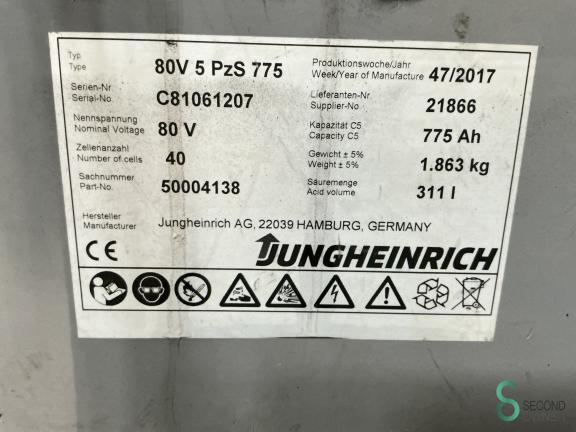 Typ
Type 80V 5 PzS 775
Produktionswoche/Jahr
Week/Year of Manufacture 47/2017
Serien-Nr.
Serial-No. C81061207
Lieferanten-Nr.
Supplier-No. 21866
Nennspannung
Nominal Voltage 80 V
Kapazität C5
Capacity C5 775 Ah
Zellenanzahl
Number of cells 40
Gewicht ± 5%
Weight ± 5% 1.863 kg
Sachnummer
Part-No. 50004138
Säuremenge
Acid volume 311 l
Hersteller
Manufacturer Jungheinrich AG, 22039 HAMBURG, GERMANY
CE
JUNGHEINRICH
SECOND